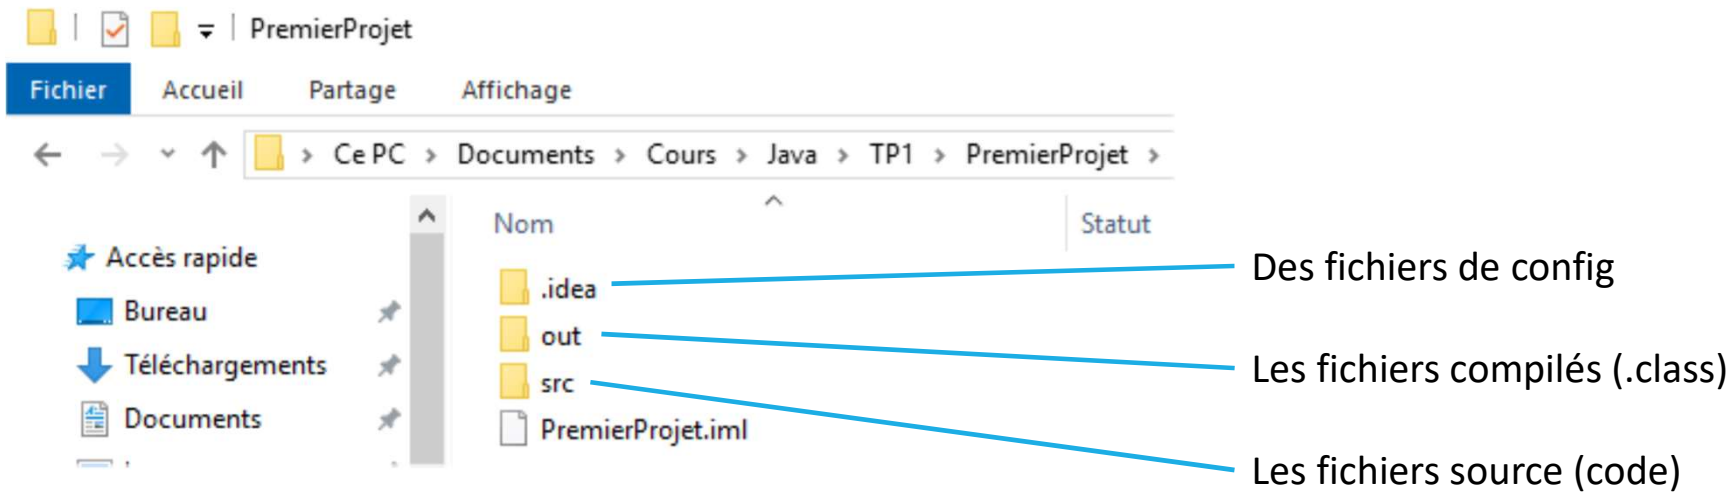 PremierProjet
Fichier Accueil Partage Affichage
Ce PC > Documents > Cours > Java > TP1 > PremierProjet >
Nom Statut
Accès rapide
Bureau
Téléchargements
Documents
.idea
out
src
PremierProjet.iml
Des fichiers de config
Les fichiers compilés (.class)
Les fichiers source (code)